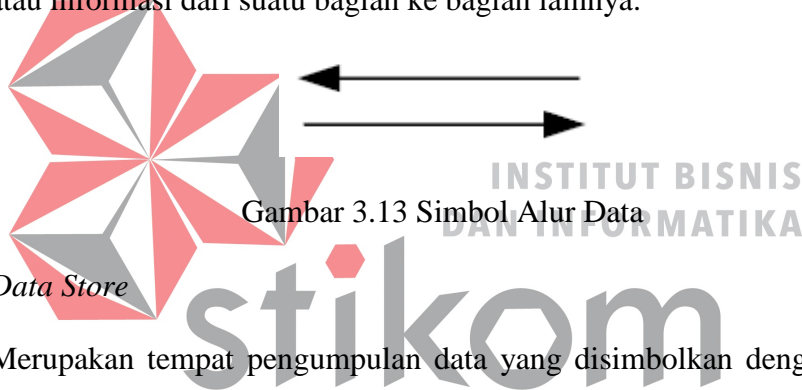 atau informasi dari suatu bagian ke bagian lainnya.
INSTITUT BISNIS
Gambar 3.13 Simbol Alur Data
DAN INFORMATIKA
Data Store
stikom
Merupakan tempat pengumpulan data yang disimbolkan deng